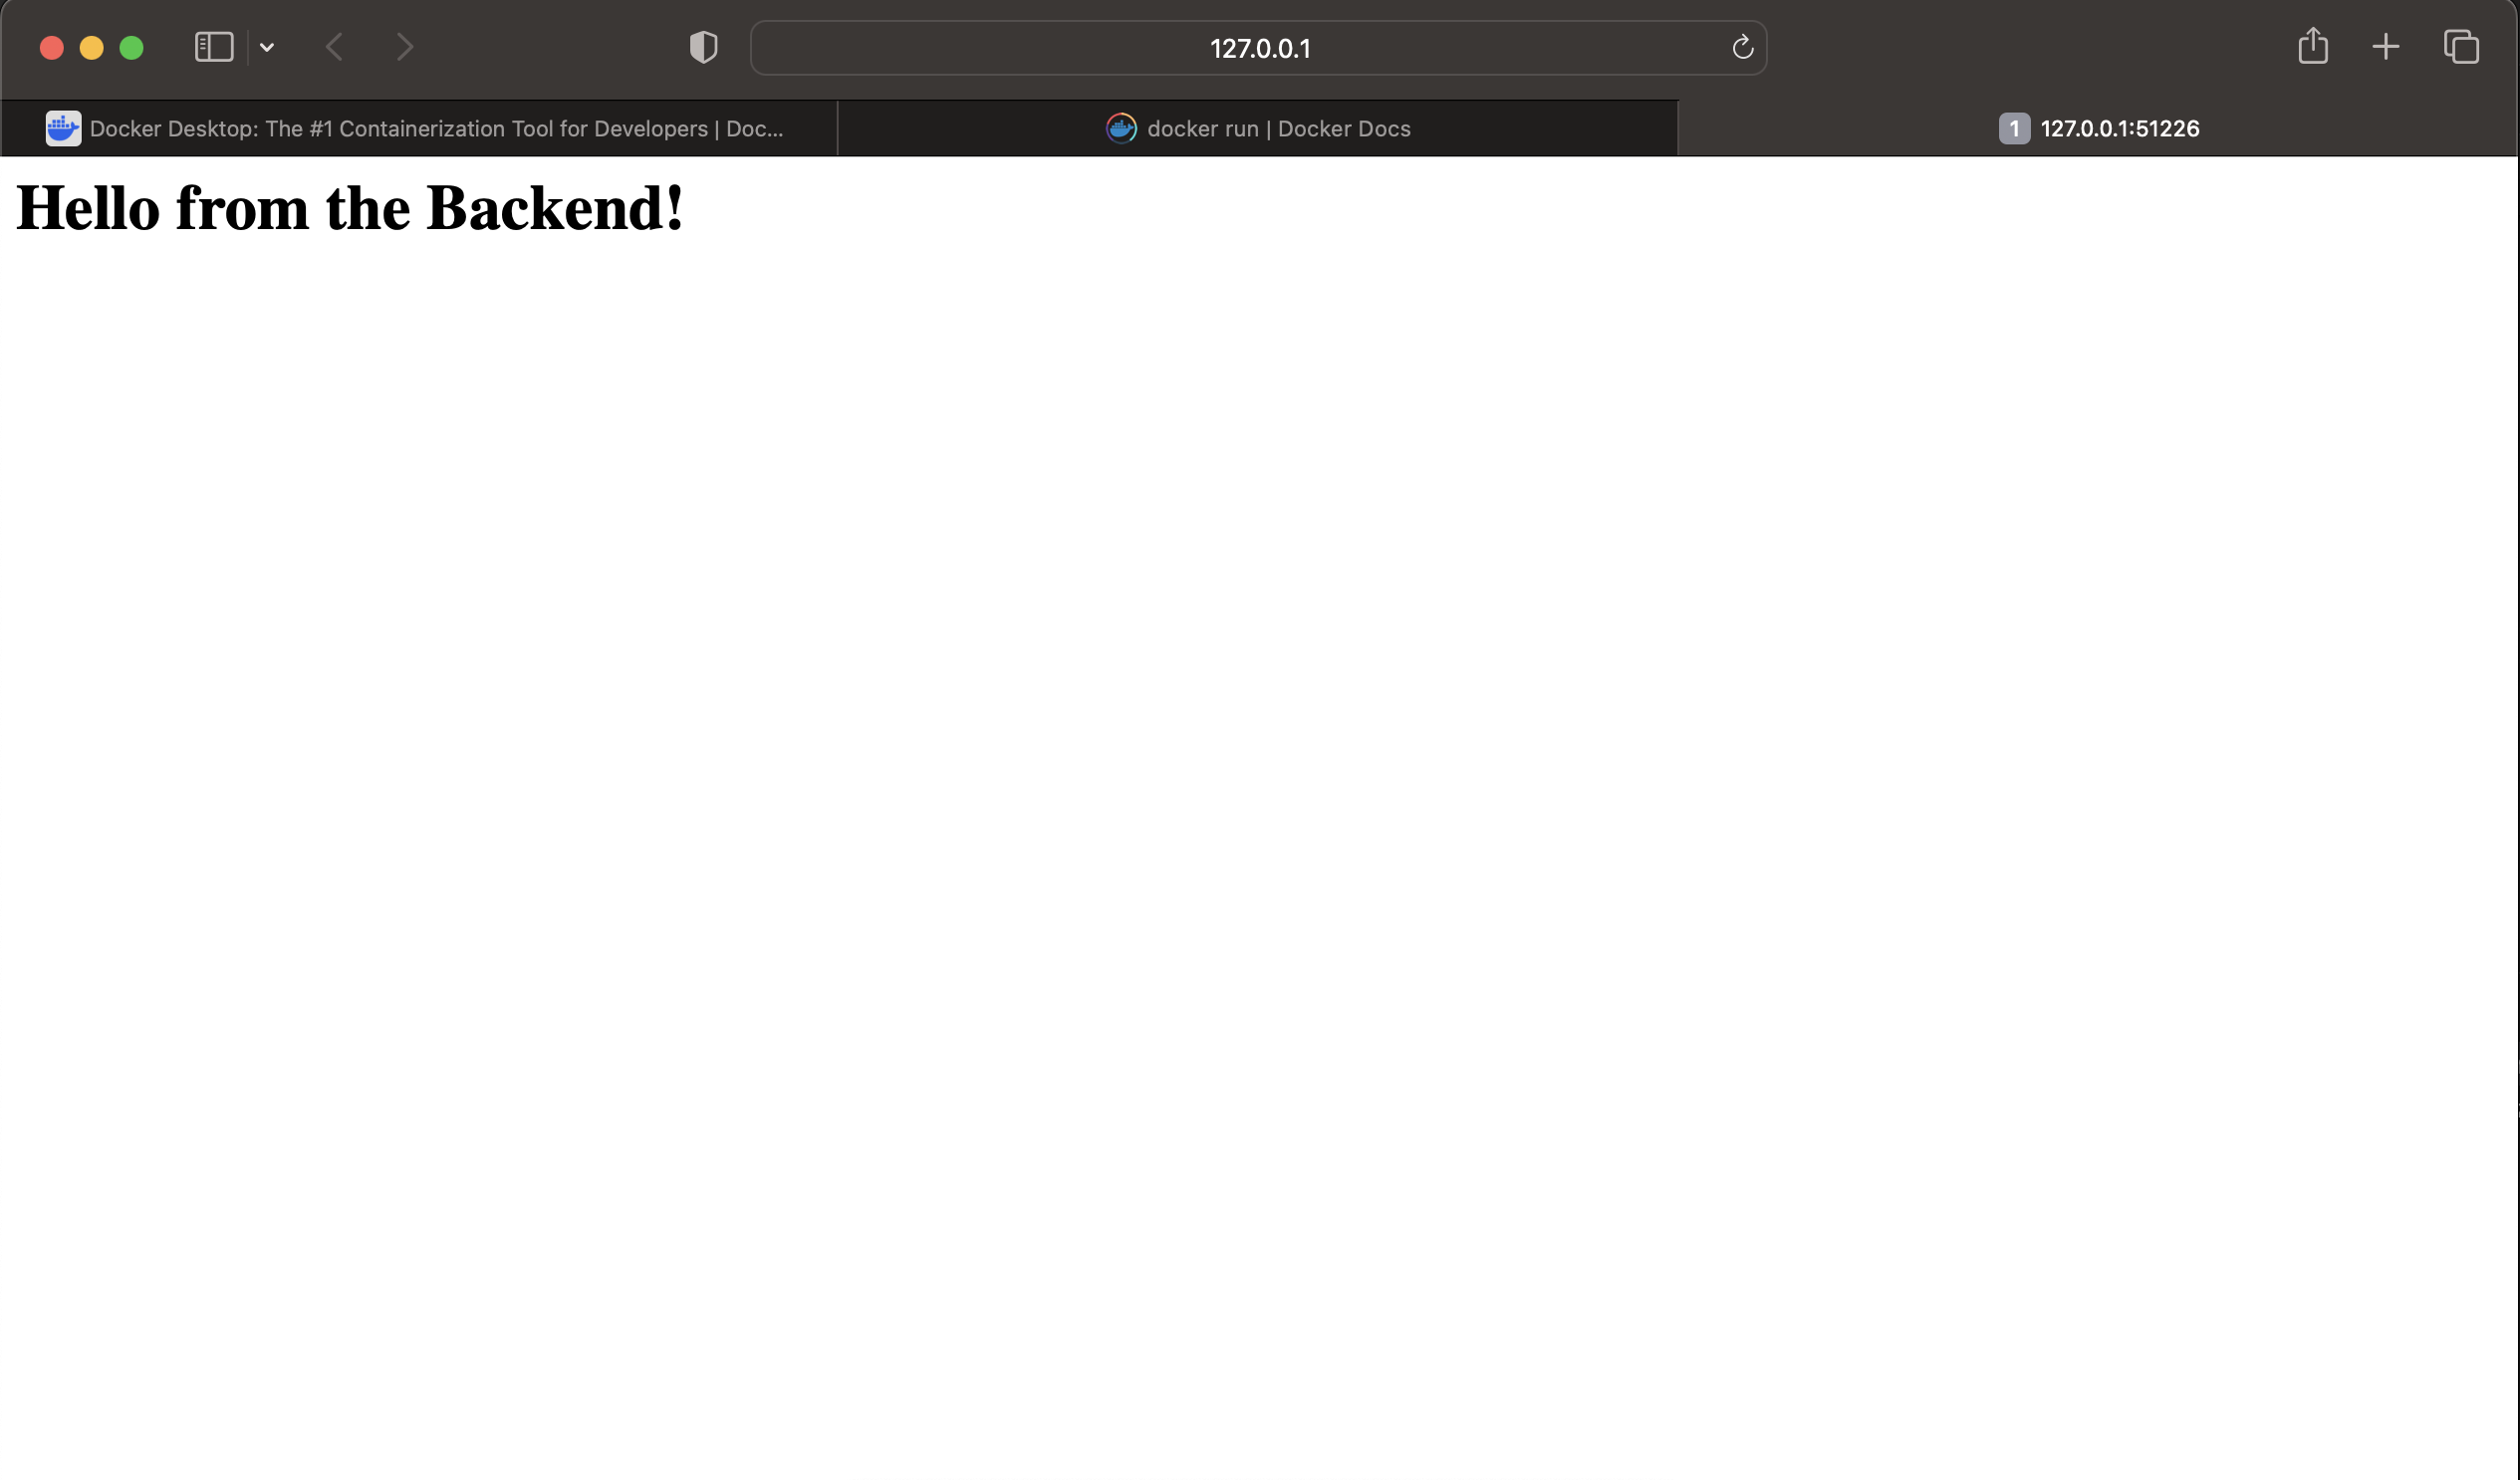 127.0.0.1
Docker Desktop: The #1 Containerization Tool for Developers | Doc...
docker run | Docker Docs
1 127.0.0.1:51226
Hello from the Backend!